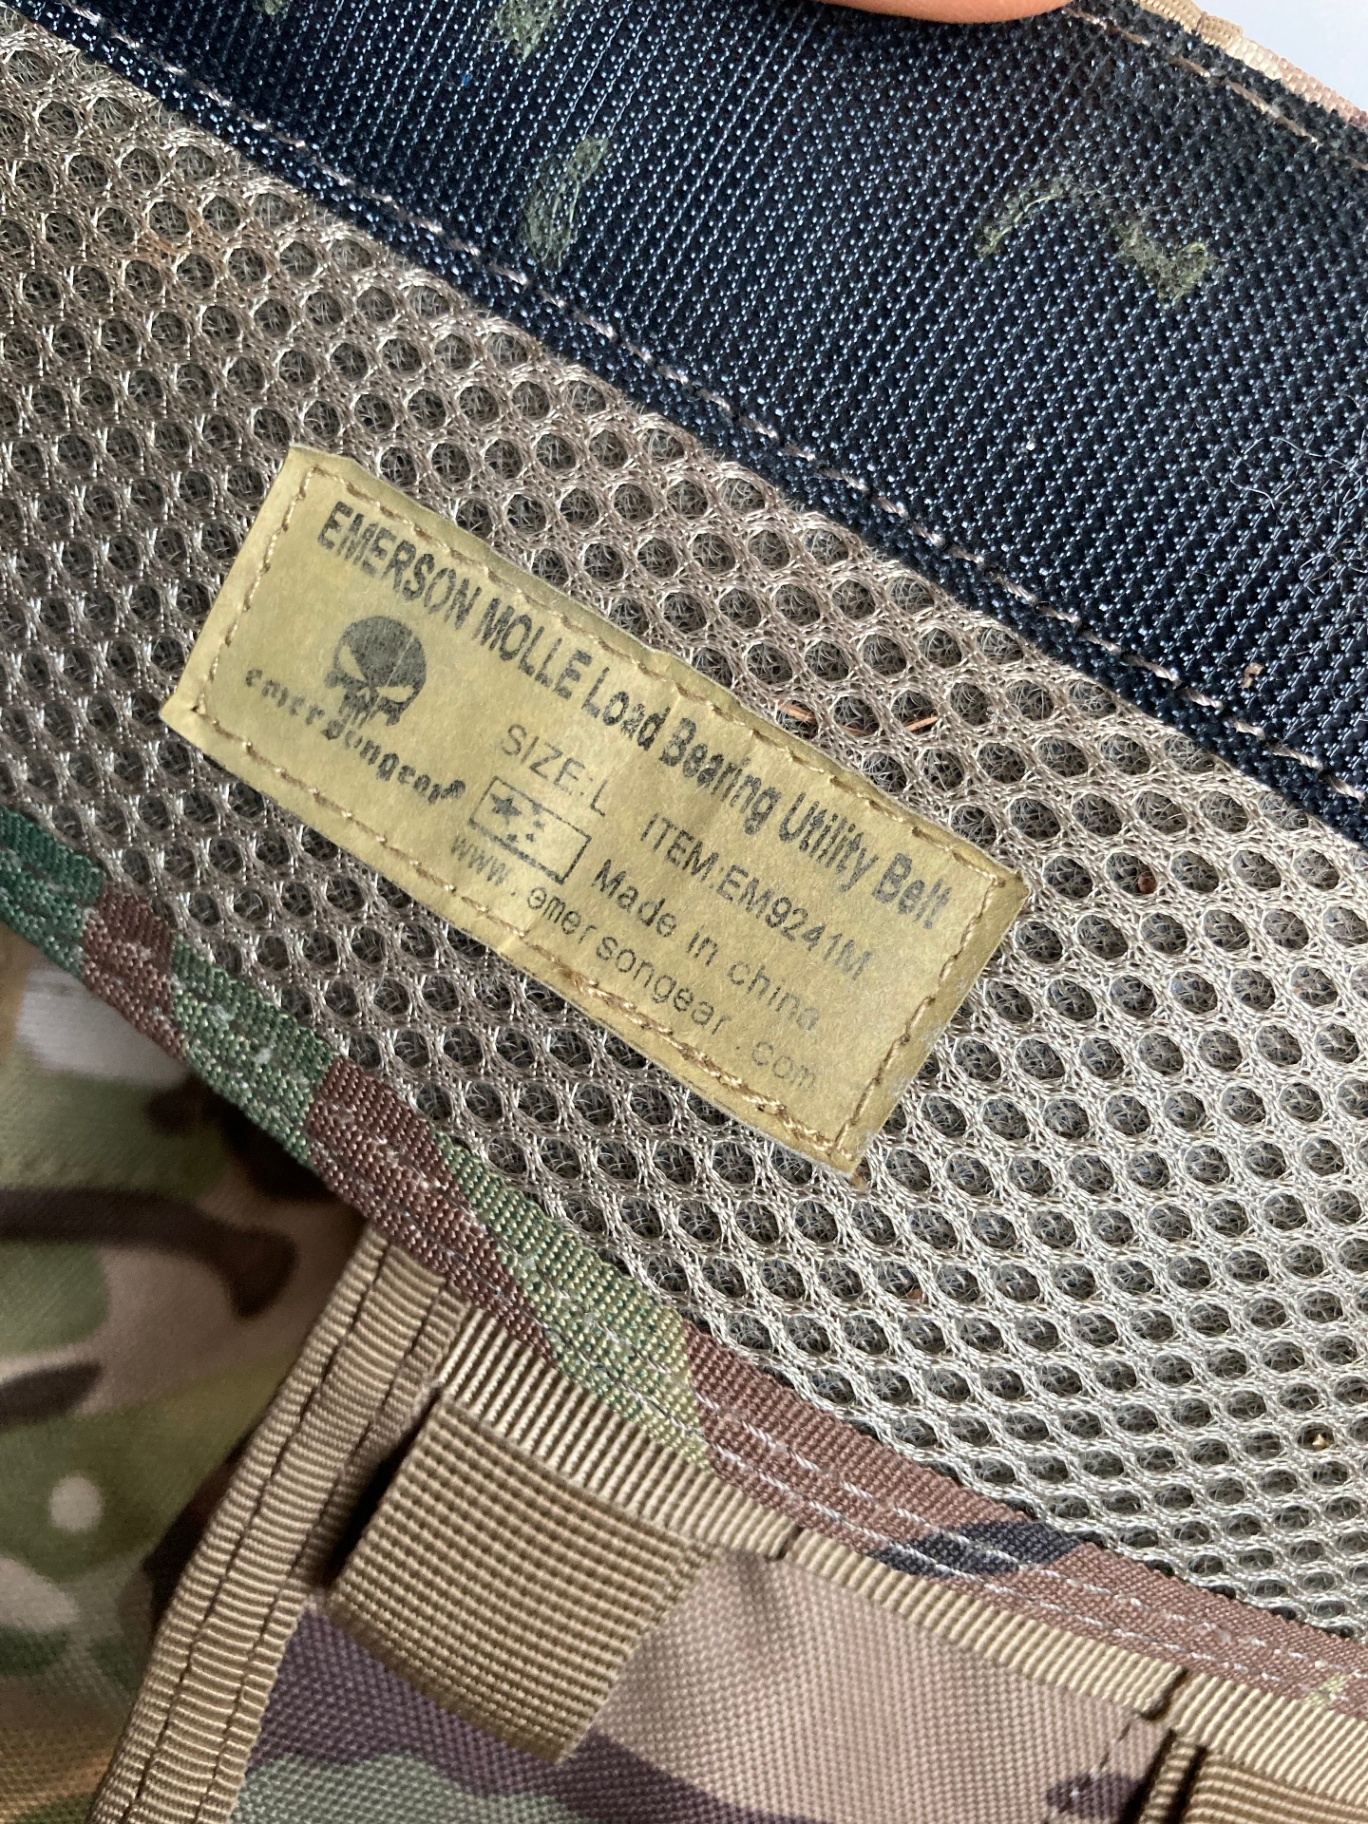 EMERSON MOLLE Load Bearing Utility Belt
emersongear®
SIZE:L ITEM:EM9241M
Made in china
www.emersongear.com